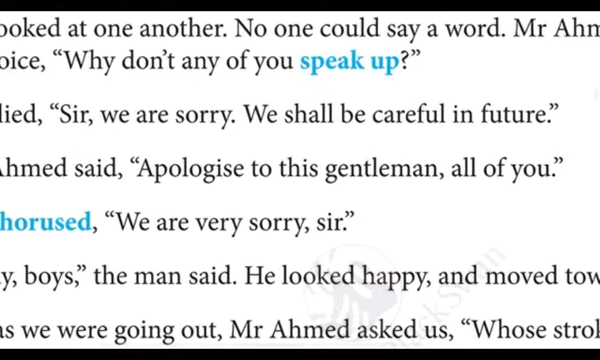 ooked at one another. No one could say a word. Mr Ahm
oice, “Why don’t any of you speak up?”
lied, “Sir, we are sorry. We shall be careful in future.”
Ahmed said, “Apologise to this gentleman, all of you.”
horused, “We are very sorry, sir.”
y, boys,” the man said. He looked happy, and moved tow
as we were going out, Mr Ahmed asked us, “Whose strok